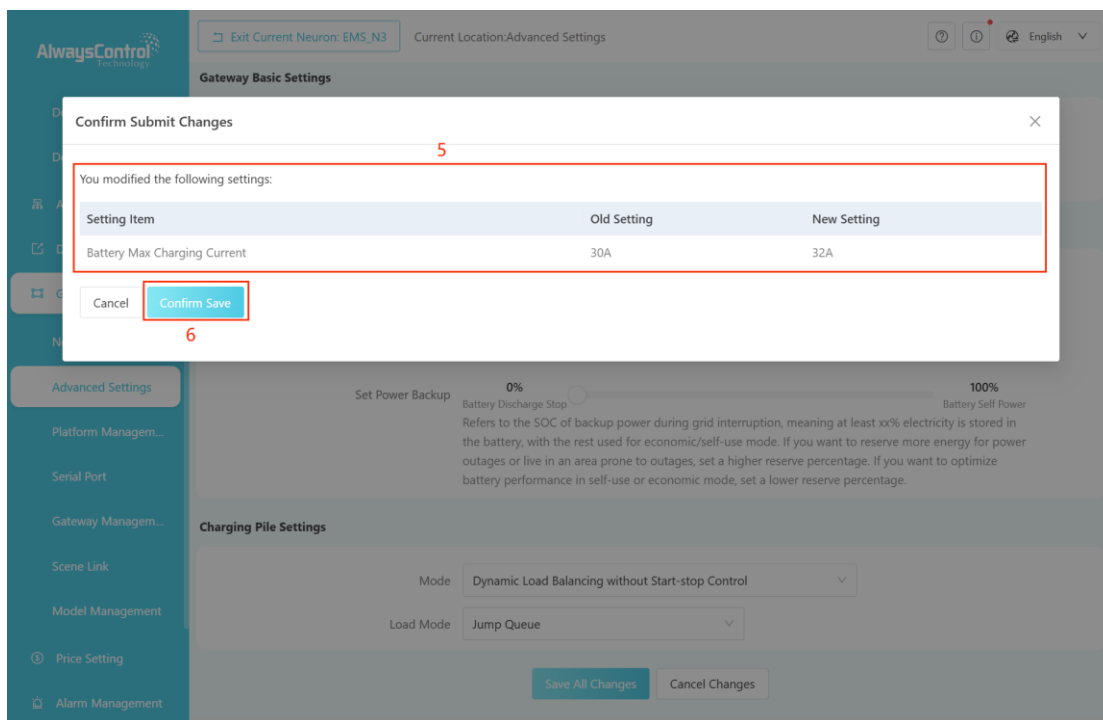 AlwaysControl
Technology
Exit Current Neuron: EMS_N3
Current Location:Advanced Settings
English
Gateway Basic Settings
Confirm Submit Changes
5
You modified the following settings:
Setting Item Old Setting New Setting
Battery Max Charging Current 30A 32A
Cancel
Confirm Save
6
Advanced Settings
Platform Managem...
Serial Port
Gateway Managem...
Scene Link
Model Management
Price Setting
Alarm Management
Set Power Backup
0%
Battery Discharge Stop
100%
Battery Self Power
Refers to the SOC of backup power during grid interruption, meaning at least xx% electricity is stored in
the battery, with the rest used for economic/self-use mode. If you want to reserve more energy for power
outages or live in an area prone to outages, set a higher reserve percentage. If you want to optimize
battery performance in self-use or economic mode, set a lower reserve percentage.
Charging Pile Settings
Mode Dynamic Load Balancing without Start-stop Control
Load Mode Jump Queue
Save All Changes
Cancel Changes